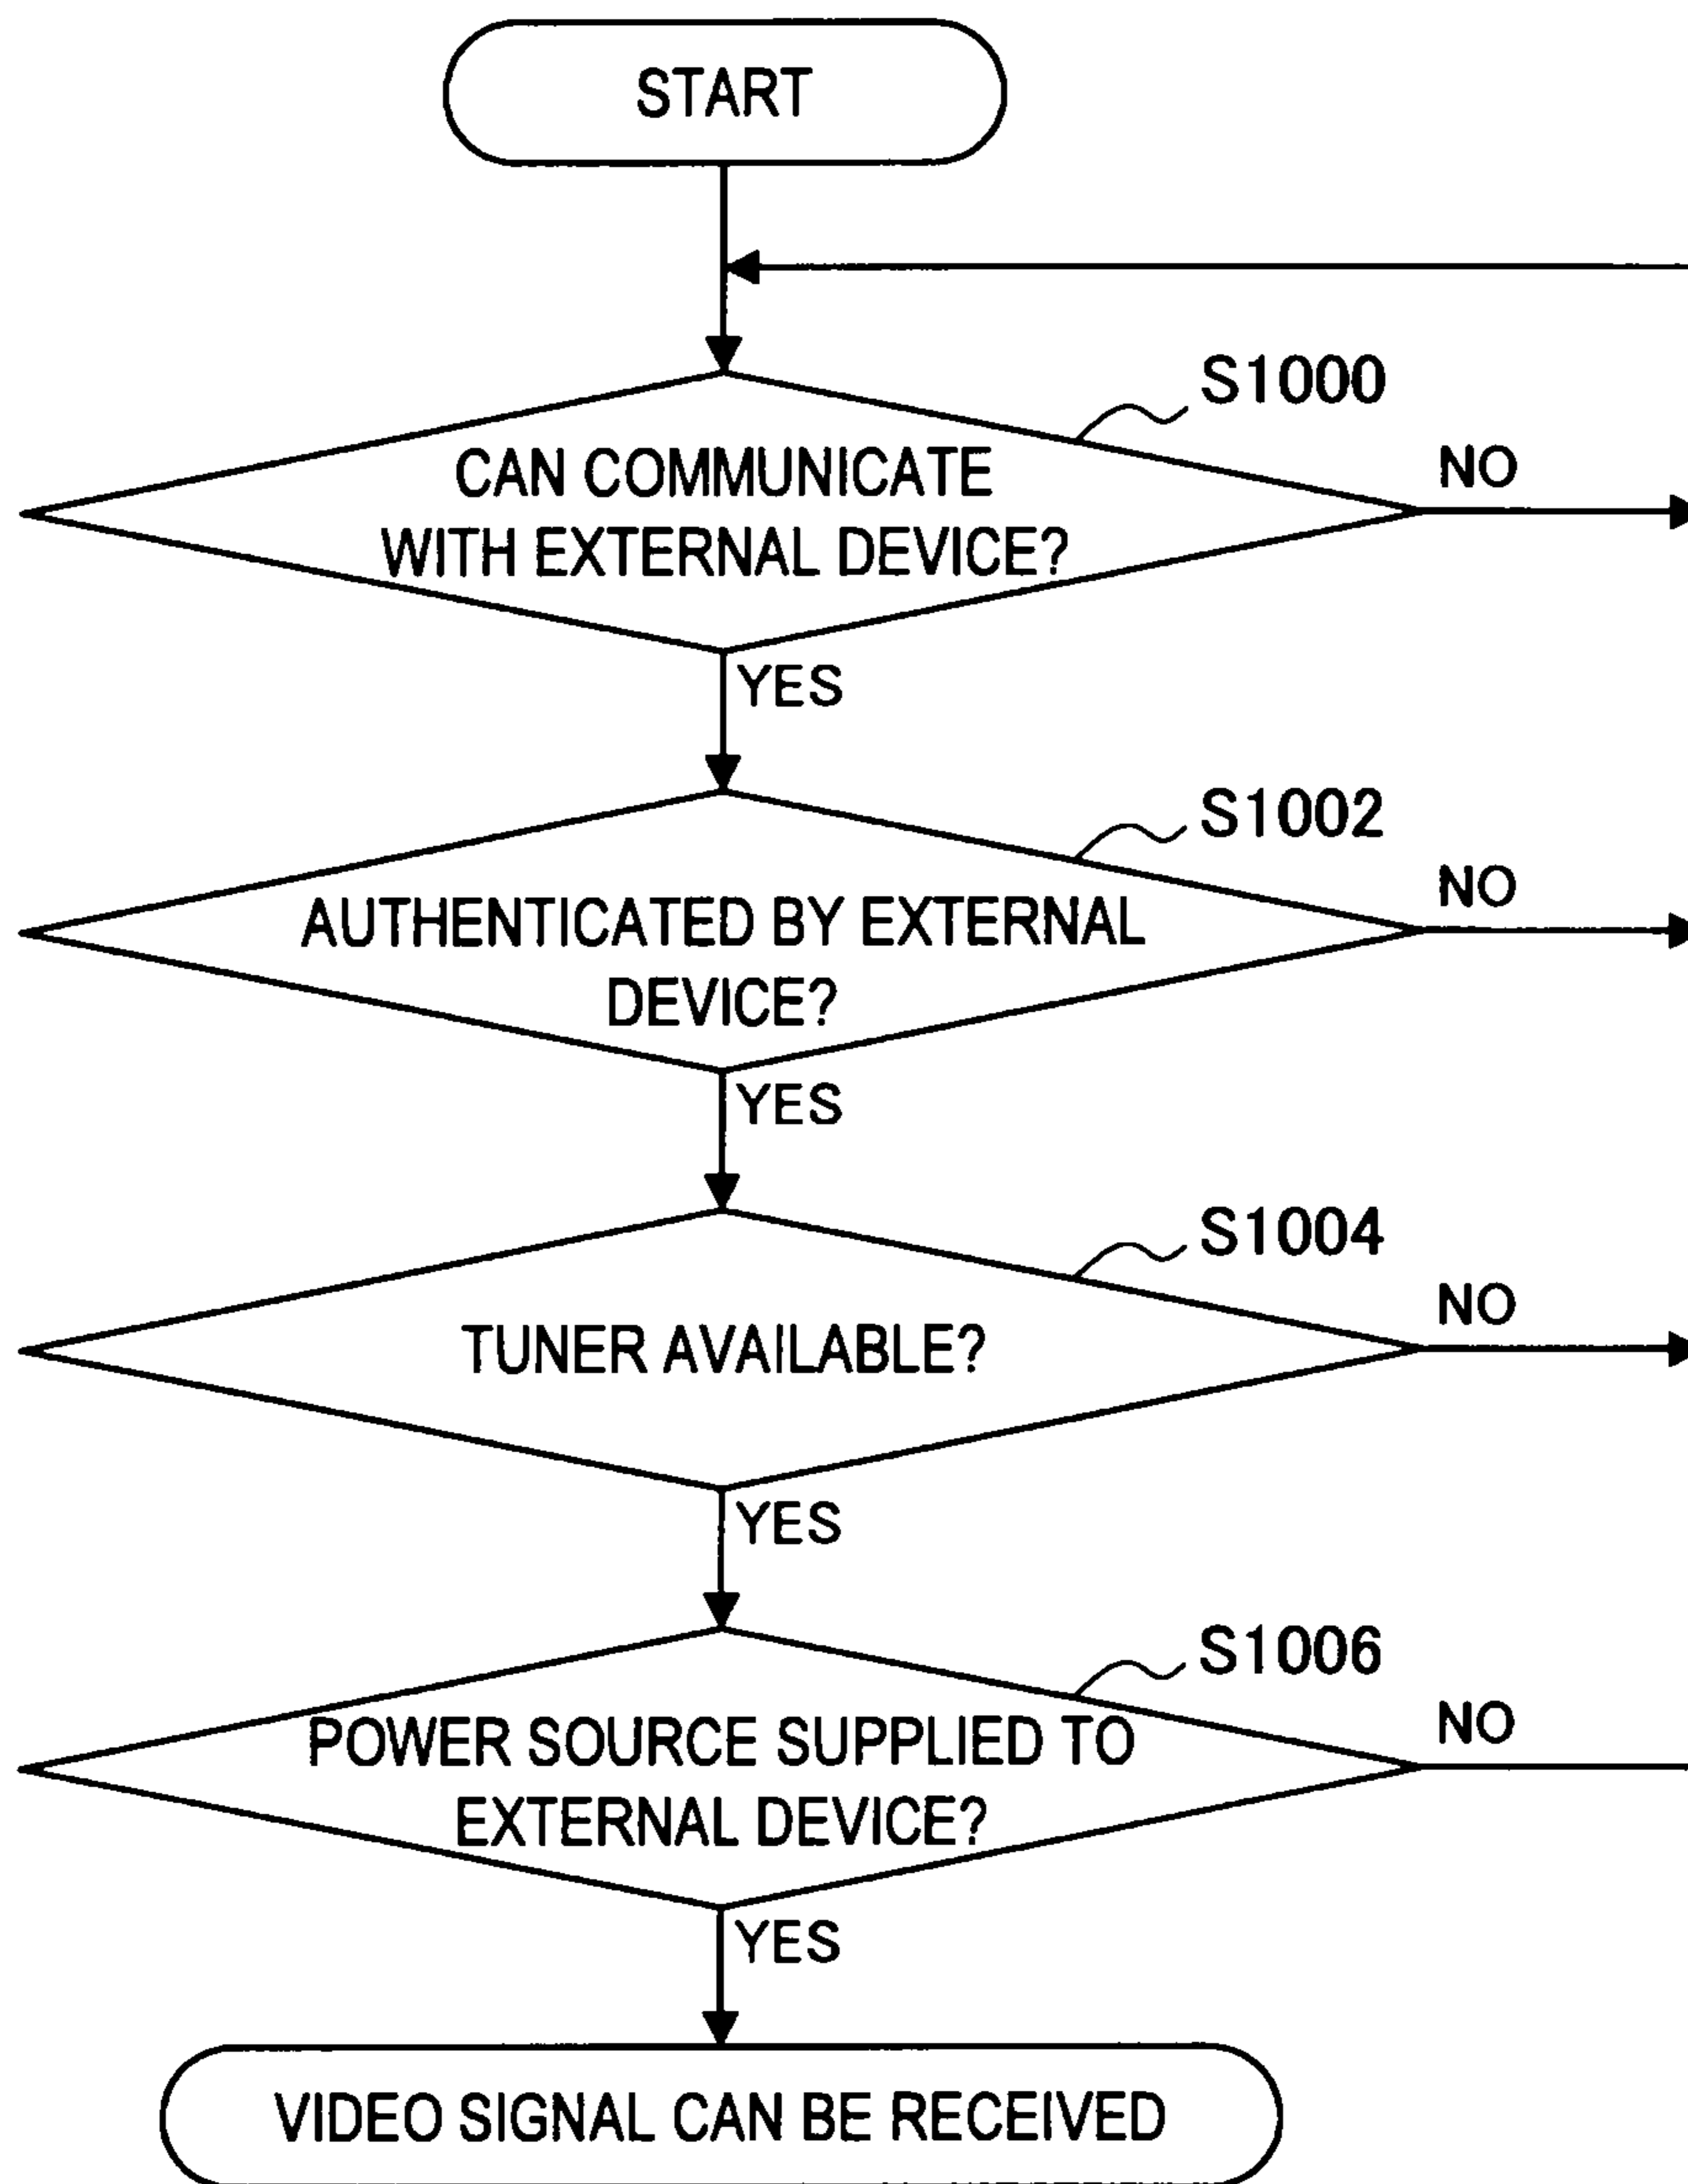 START
S1000
CAN COMMUNICATE
WITH EXTERNAL DEVICE?
NO
YES
S1002
AUTHENTICATED BY EXTERNAL
DEVICE?
NO
YES
S1004
TUNER AVAILABLE?
NO
YES
S1006
POWER SOURCE SUPPLIED TO
EXTERNAL DEVICE?
NO
YES
VIDEO SIGNAL CAN BE RECEIVED